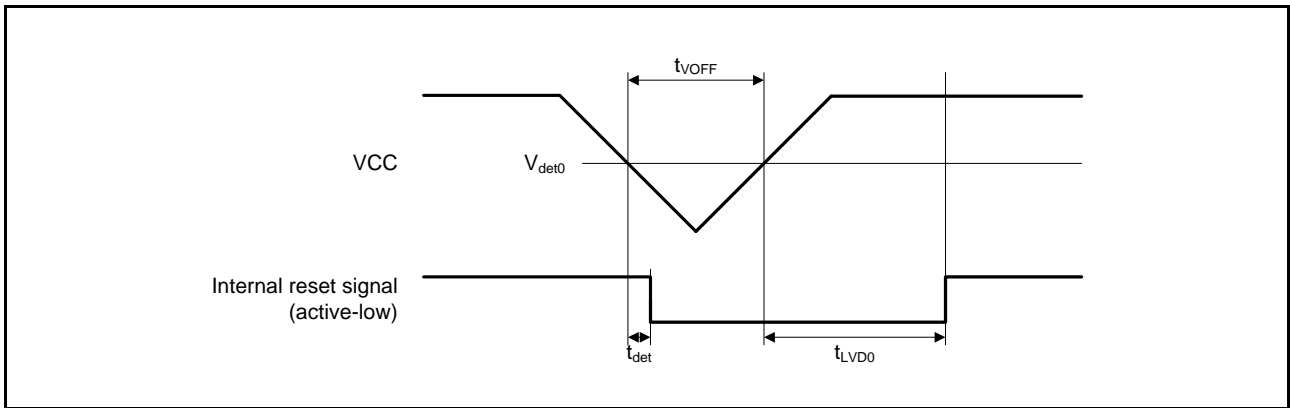 tVOFF
VCC
Vdet0
Internal reset signal
(active-low)
tdet
tLVD0